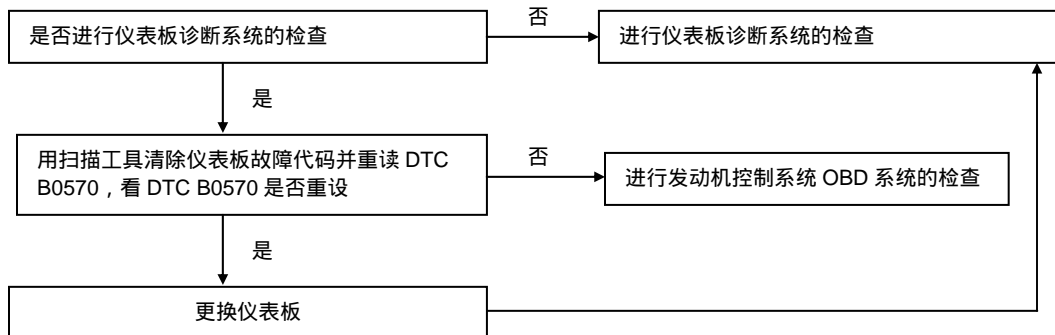 是否进行仪表板诊断系统的检查
否
进行仪表板诊断系统的检查
是
用扫描工具清除仪表板故障代码并重读 DTC
B0570，看 DTC B0570 是否重设
否
进行发动机控制系统 OBD 系统的检查
是
更换仪表板